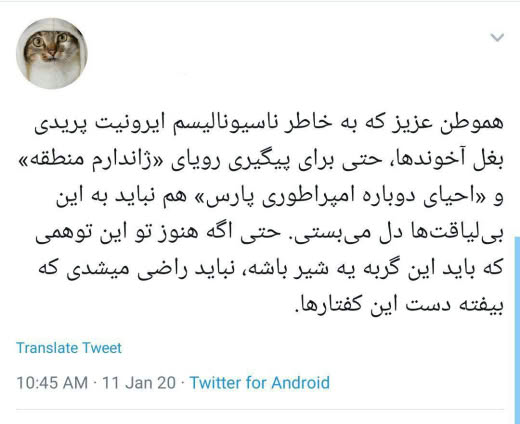 هموطن عزیز که به خاطر ناسیونالیسم ایرونیت پریدی
بغل آخوندها، حتی برای پیگیری رویای «ژاندارم منطقه»
و «احیای دوباره امپراطوری پارس» هم نباید به این
بی‌لیاقت‌ها دل می‌بستی. حتی اگه هنوز تو این توهمی
که باید این گربه یه شیر باشه، نباید راضی میشدی که
بیفته دست این کفتارها.
Translate Tweet
10:45 AM · 11 Jan 20 · Twitter for Android